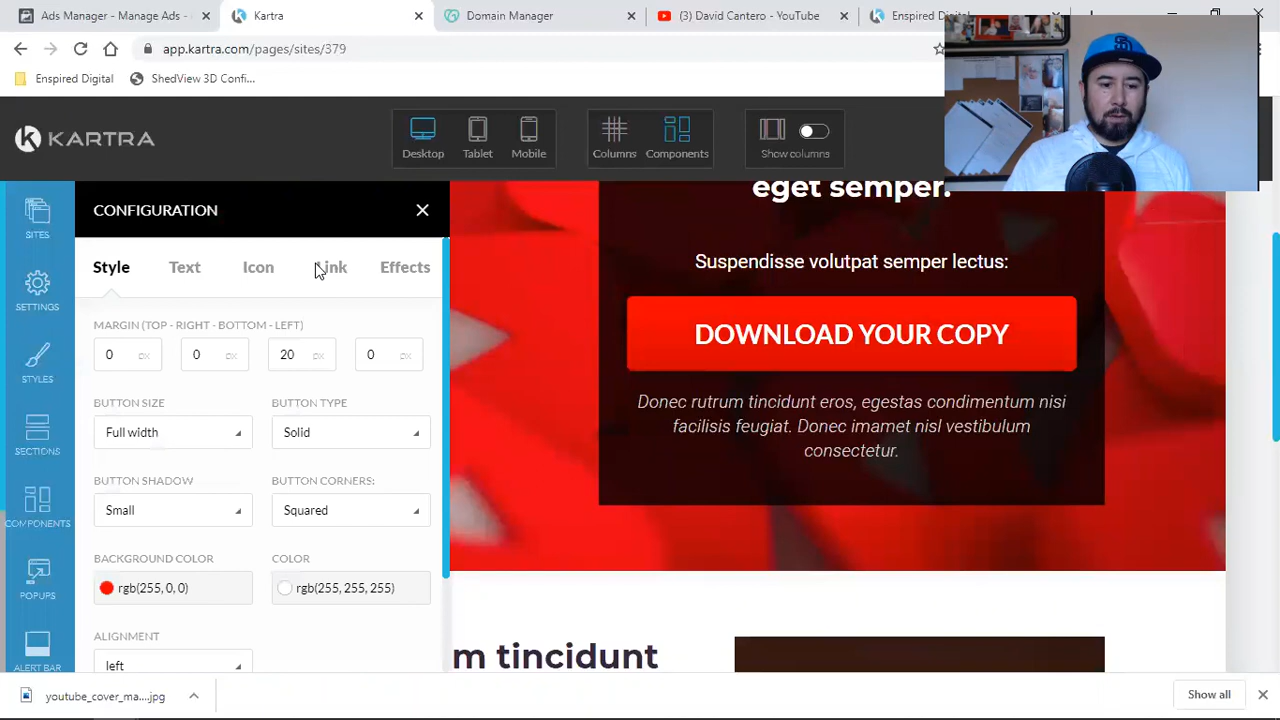 Ads Manager - Manage Ads -
Kartra
Domain Manager
(3) David Cantero - YouTube
Enspired Digital
app.kartra.com/pages/sites/379
Enspired Digital
ShedView 3D Confi...
KARTRA
Desktop
Tablet
Mobile
Columns
Components
Show columns
SITES
SETTINGS
STYLES
SECTIONS
COMPONENTS
POPUPS
ALERT BAR
CONFIGURATION
Style
Text
Icon
Link
Effects
MARGIN (TOP - RIGHT - BOTTOM - LEFT)
0 px
0 px
20 px
0 px
BUTTON SIZE
BUTTON TYPE
Full width
Solid
BUTTON SHADOW
BUTTON CORNERS:
Small
Squared
BACKGROUND COLOR
COLOR
rgb(255, 0, 0)
rgb(255, 255, 255)
ALIGNMENT
left
eget semper.
Suspendisse volutpat semper lectus:
DOWNLOAD YOUR COPY
Donec rutrum tincidunt eros, egestas condimentum nisi
facilisis feugiat. Donec imamet nisl vestibulum
consectetur.
m tincidunt
youtube_cover_ma....jpg
Show all